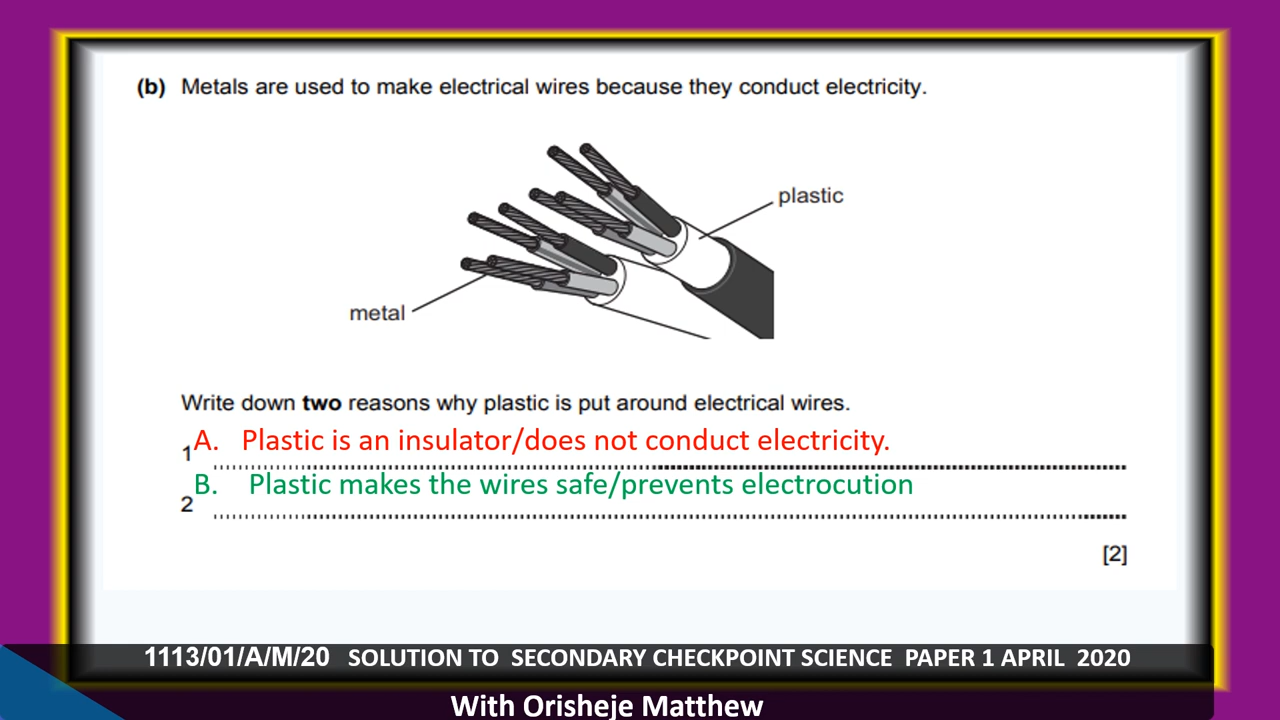 (b) Metals are used to make electrical wires because they conduct electricity.
plastic
metal
Write down two reasons why plastic is put around electrical wires.
1 A. Plastic is an insulator/does not conduct electricity.
2 B. Plastic makes the wires safe/prevents electrocution
[2]
1113/01/A/M/20 SOLUTION TO SECONDARY CHECKPOINT SCIENCE PAPER 1 APRIL 2020
With Orisheje Matthew